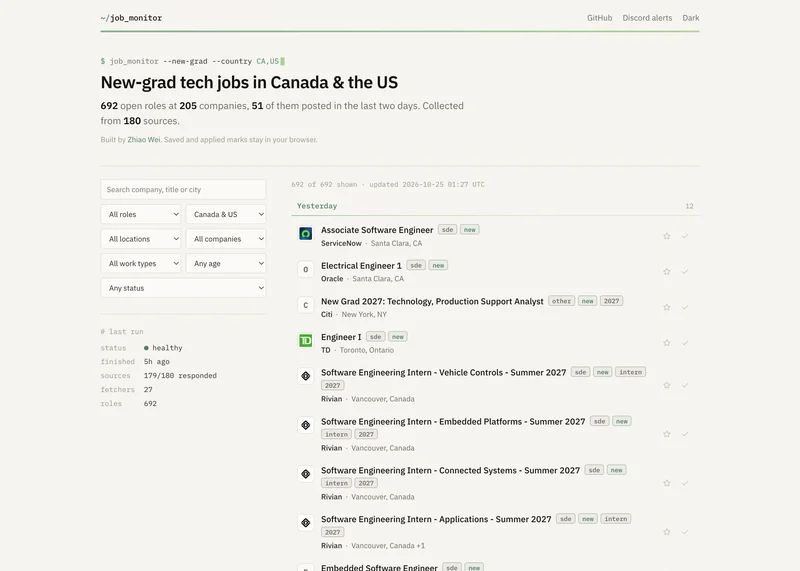 ~/job_monitor
GitHub Discord alerts Dark
$ job_monitor --new-grad --country CA,US
New-grad tech jobs in Canada & the US
692 open roles at 205 companies, 51 of them posted in the last two days. Collected
from 180 sources.
Built by Zhiao Wei. Saved and applied marks stay in your browser.
Search company, title or city
All roles Canada & US
All locations All companies
All work types Any age
Any status
# last run
status healthy
finished 5h ago
sources 179/180 responded
fetchers 27
roles 692
692 of 692 shown · updated 2026-10-25 01:27 UTC
Yesterday 12
Associate Software Engineer sde new
ServiceNow · Santa Clara, CA
O
Electrical Engineer 1 sde new
Oracle · Santa Clara, CA
C
New Grad 2027: Technology, Production Support Analyst other new 2027
Citi · New York, NY
TD
Engineer I sde new
TD · Toronto, Ontario
Software Engineering Intern - Vehicle Controls - Summer 2027 sde new intern
2027
Rivian · Vancouver, Canada
Software Engineering Intern - Embedded Platforms - Summer 2027 sde new
intern 2027
Rivian · Vancouver, Canada
Software Engineering Intern - Connected Systems - Summer 2027 sde new
intern 2027
Rivian · Vancouver, Canada
Software Engineering Intern - Applications - Summer 2027 sde new intern
2027
Rivian · Vancouver, Canada +1
Embedded Software Engineer sde new